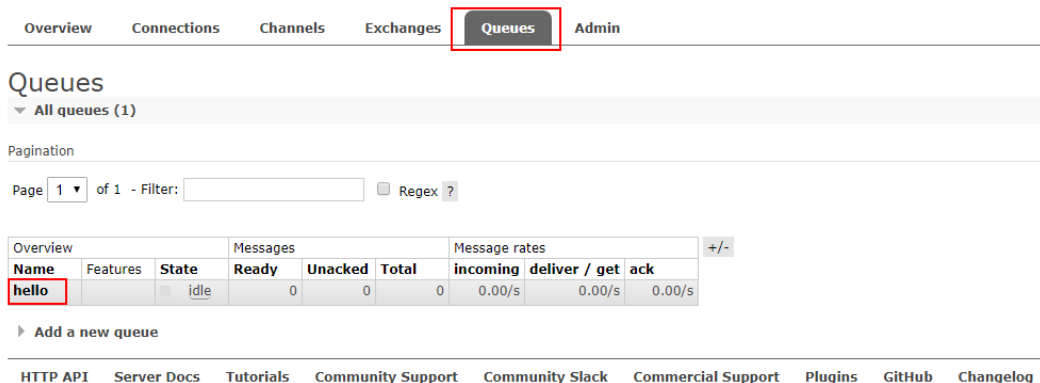 Overview Connections Channels Exchanges Queues Admin
Queues
All queues (1)
Pagination
Page 1 of 1 - Filter: Regex ?
Overview Messages Message rates +/-
Name Features State Ready Unacked Total incoming deliver / get ack
hello idle 0 0 0 0.00/s 0.00/s 0.00/s
Add a new queue
HTTP API Server Docs Tutorials Community Support Community Slack Commercial Support Plugins GitHub Changelog